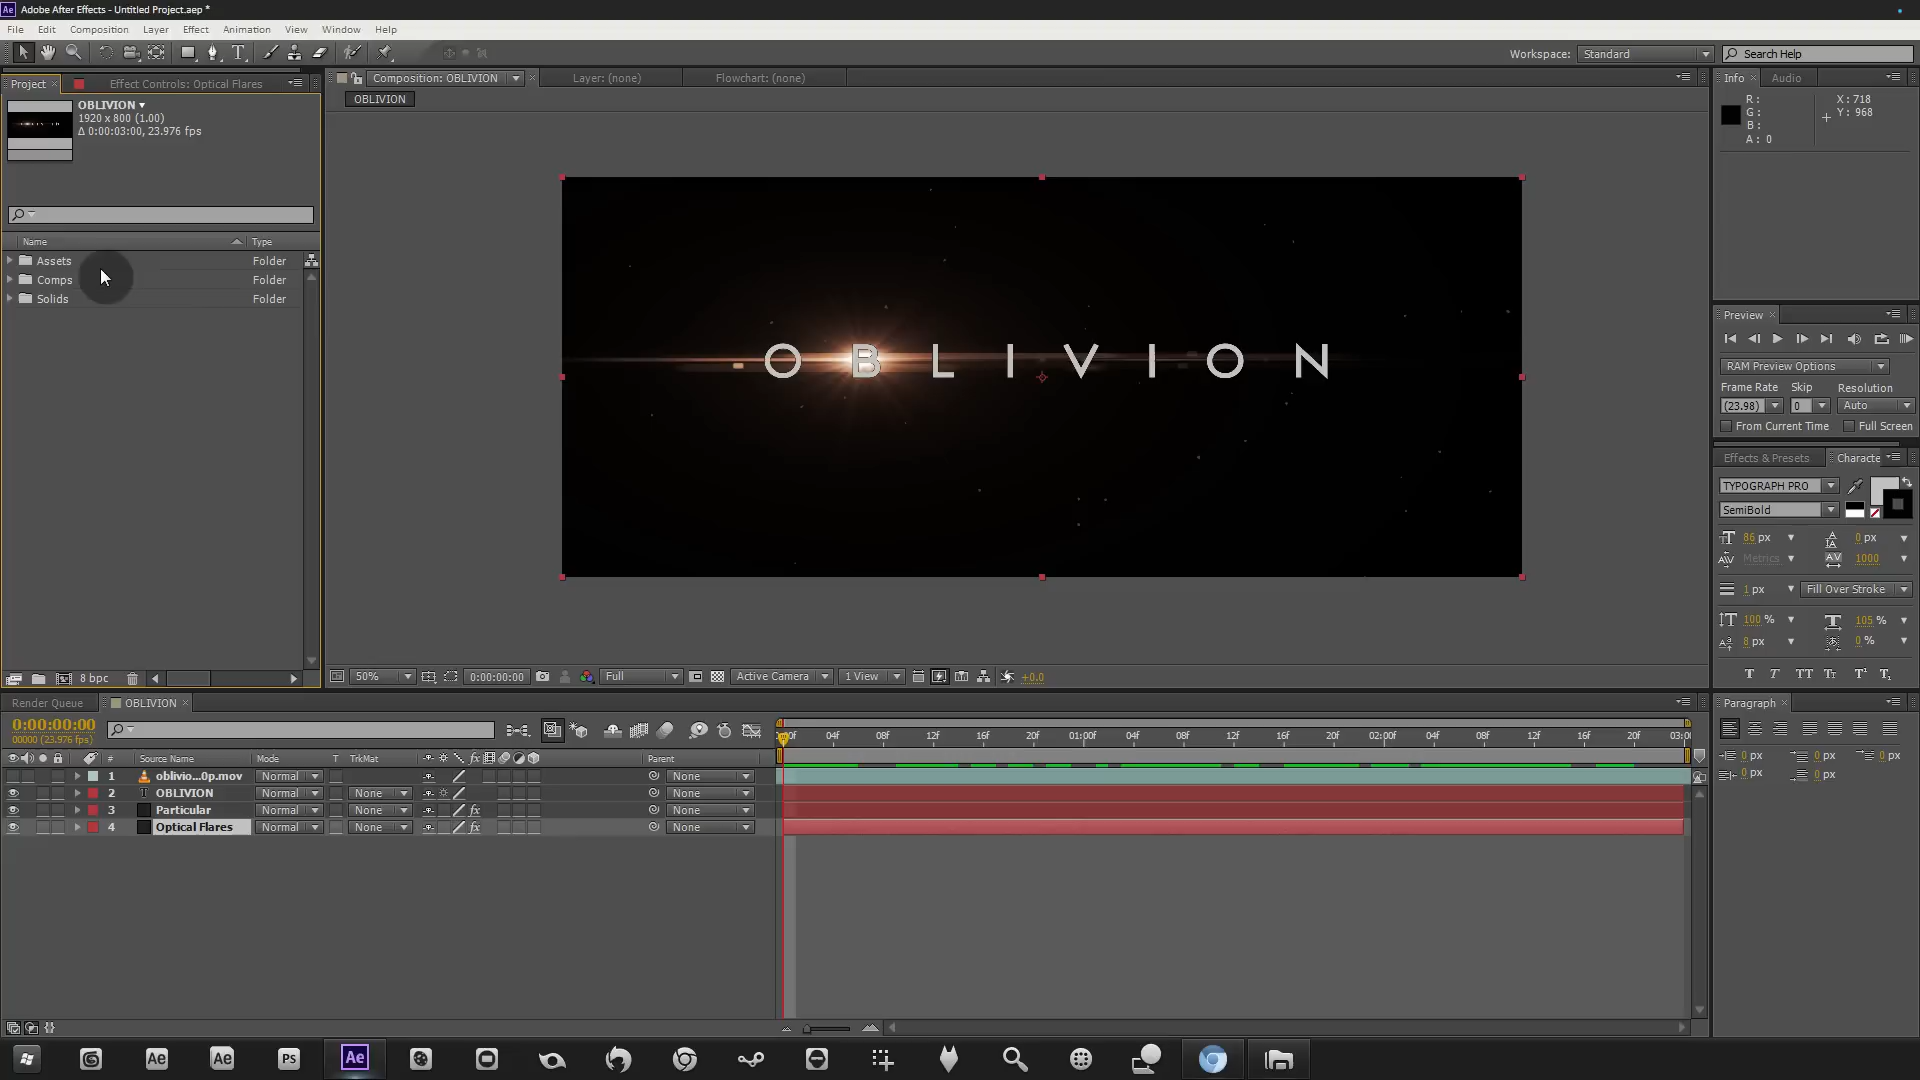 Adobe After Effects - Untitled Project.aep *
File Edit Composition Layer Effect Animation View Window Help
Workspace: Standard Search Help
Project Effect Controls: Optical Flares
Composition: OBLIVION Layer: (none) Flowchart: (none)
OBLIVION
OBLIVION
1920 x 800 (1.00)
Δ 0:00:03:00, 23.976 fps
Name Type
Assets Folder
Comps Folder
Solids Folder
8 bpc
O B L I V I O N
50% 0:00:00:00 Full Active Camera 1 View +0.0
Info Audio
R: X: 718
G: Y: 968
B:
A: 0
Preview
RAM Preview Options
Frame Rate Skip Resolution
(23.98) 0 Auto
From Current Time Full Screen
Effects & Presets Characte
TYPOGRAPH PRO
SemiBold
86 px 0 px
Metrics 1000
1 px Fill Over Stroke
100 % 105 %
8 px 0 %
Paragraph
0 px 0 px 0 px
0 px 0 px
Render Queue OBLIVION
0:00:00:00
00000 (23.976 fps)
# Source Name Mode T TrkMat Parent
04f 08f 12f 16f 20f 01:00f 04f 08f 12f 16f 20f 02:00f 04f 08f 12f 16f 20f 03:0
1 oblivio...0p.mov Normal None
2 OBLIVION Normal None None
3 Particular Normal None fx None
4 Optical Flares Normal None fx None
Ae Ae Ps Ae